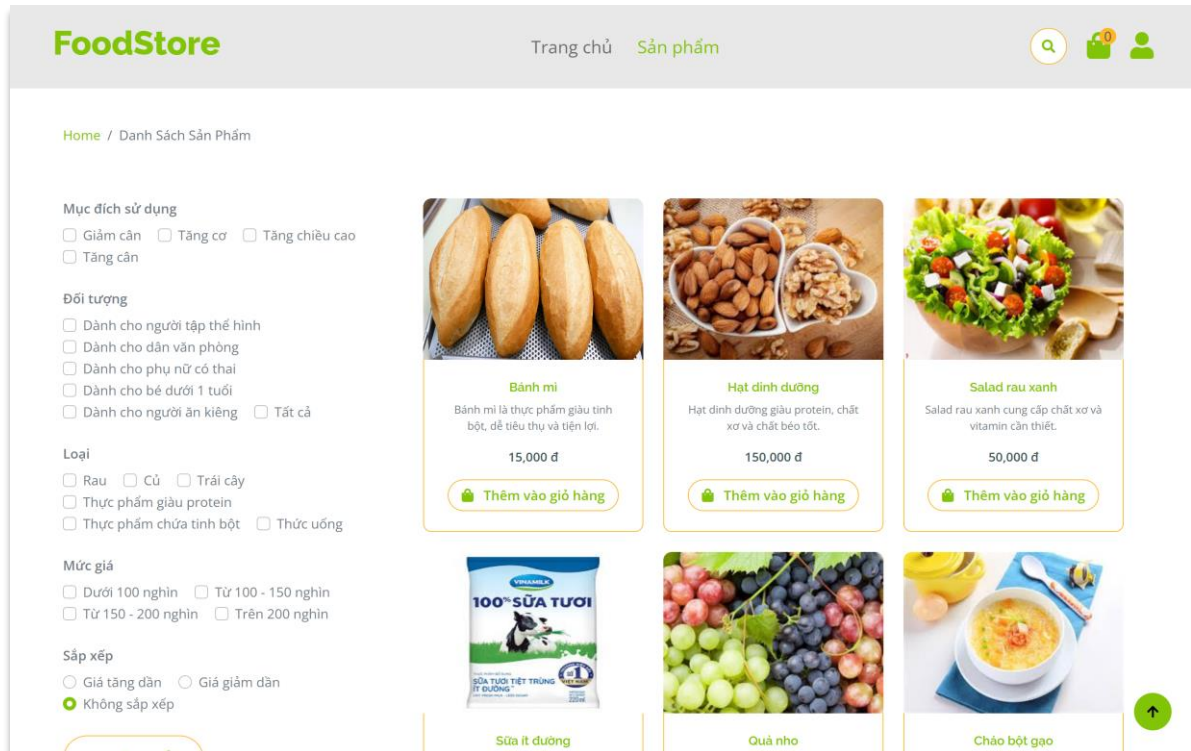 FoodStore
Trang chủ Sản phẩm
0
Home / Danh Sách Sản Phẩm
Mục đích sử dụng
Giảm cân Tăng cơ Tăng chiều cao
Tăng cân
Đối tượng
Dành cho người tập thể hình
Dành cho dân văn phòng
Dành cho phụ nữ có thai
Dành cho bé dưới 1 tuổi
Dành cho người ăn kiêng Tất cả
Loại
Rau Củ Trái cây
Thực phẩm giàu protein
Thực phẩm chứa tinh bột Thức uống
Mức giá
Dưới 100 nghìn Từ 100 - 150 nghìn
Từ 150 - 200 nghìn Trên 200 nghìn
Sắp xếp
Giá tăng dần Giá giảm dần
Không sắp xếp
Bánh mì
Bánh mì là thực phẩm giàu tinh
bột, dễ tiêu thụ và tiện lợi.
15,000 đ
Thêm vào giỏ hàng
Hạt dinh dưỡng
Hạt dinh dưỡng giàu protein, chất
xơ và chất béo tốt.
150,000 đ
Thêm vào giỏ hàng
Salad rau xanh
Salad rau xanh cung cấp chất xơ và
vitamin cần thiết.
50,000 đ
Thêm vào giỏ hàng
VINAMILK
100% SỮA TƯƠI
SỮA TƯƠI TIỆT TRÙNG
ÍT ĐƯỜNG
Sữa ít đường
Quả nho
Cháo bột gạo